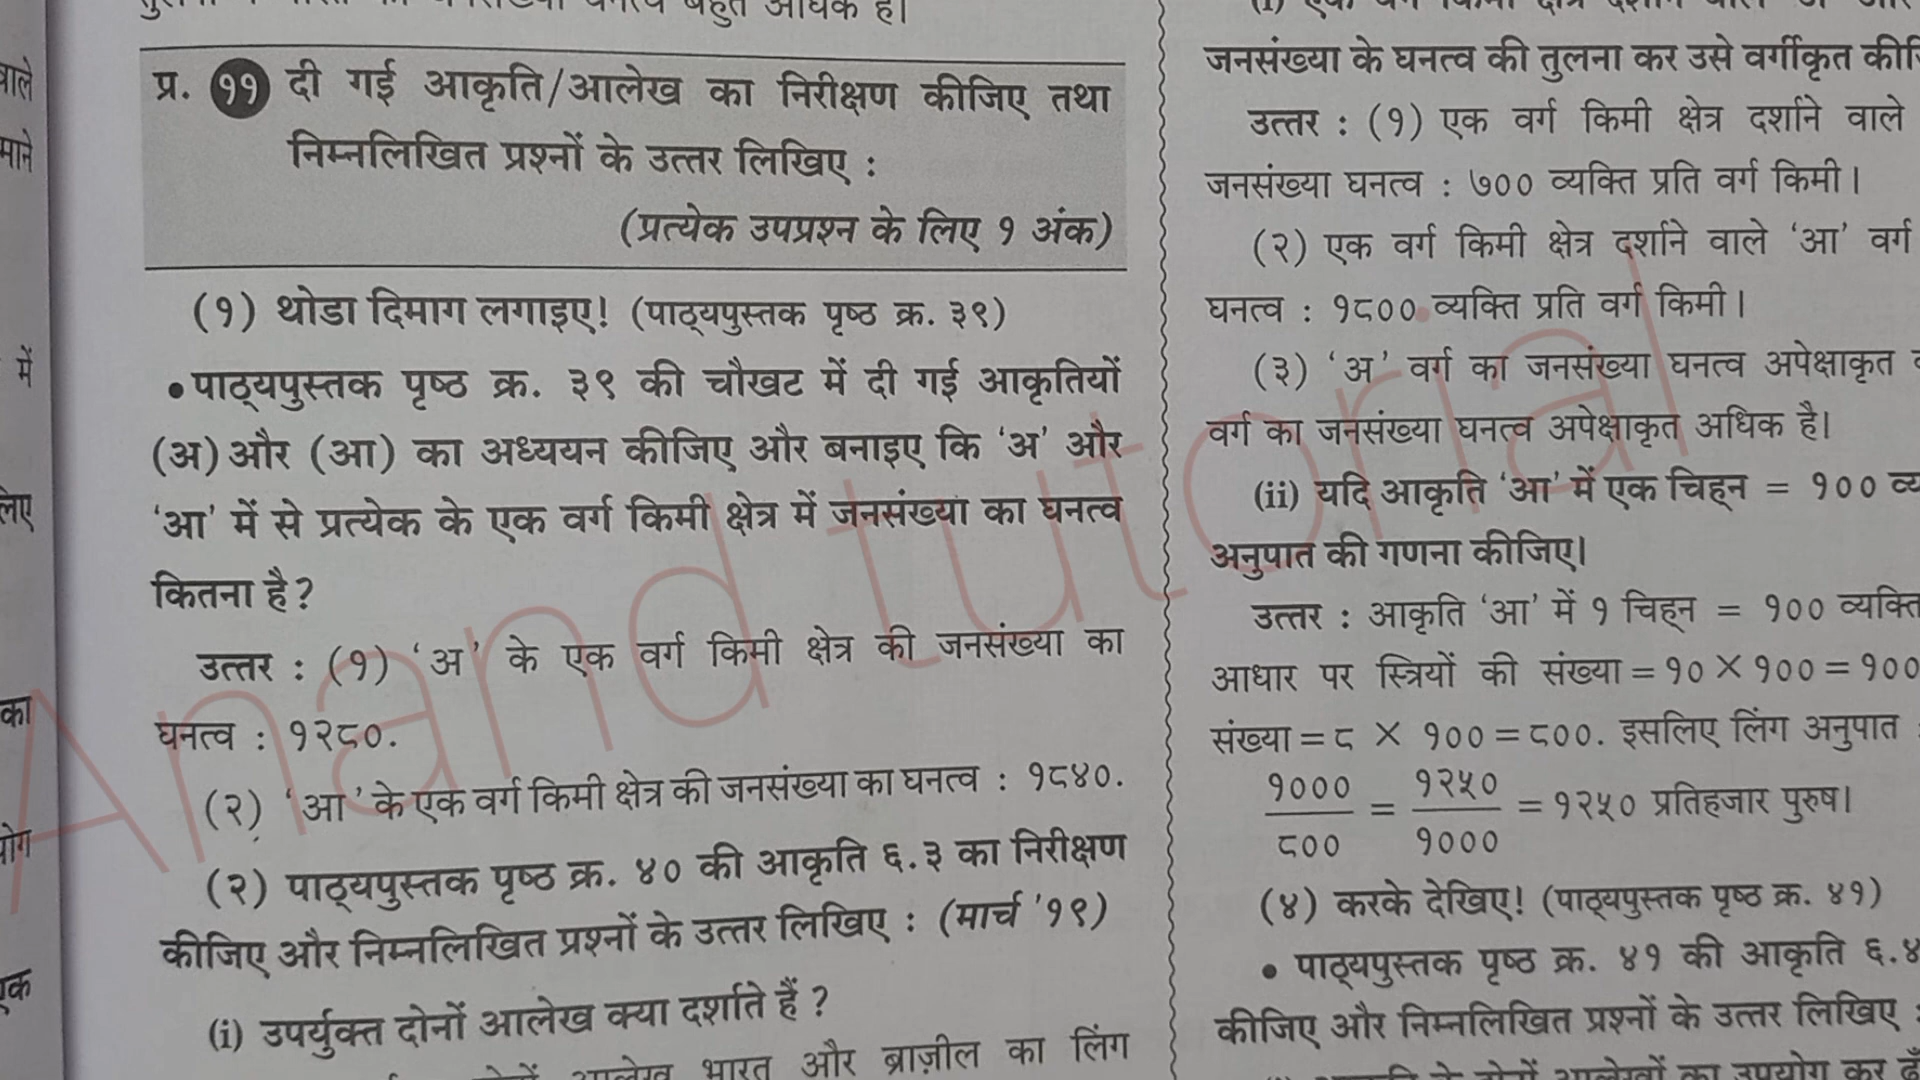 बहुत अधिक है।
प्र. ११ दी गई आकृति/आलेख का निरीक्षण कीजिए तथा
निम्नलिखित प्रश्नों के उत्तर लिखिए :
(प्रत्येक उपप्रश्न के लिए १ अंक)
(१) थोडा दिमाग लगाइए! (पाठ्यपुस्तक पृष्ठ क्र. ३९)
• पाठ्यपुस्तक पृष्ठ क्र. ३९ की चौखट में दी गई आकृतियों
(अ) और (आ) का अध्ययन कीजिए और बनाइए कि ‘अ’ और
‘आ’ में से प्रत्येक के एक वर्ग किमी क्षेत्र में जनसंख्या का घनत्व
कितना है?
उत्तर : (१) ‘अ’ के एक वर्ग किमी क्षेत्र की जनसंख्या का
घनत्व : १२८०.
(२) ‘आ’ के एक वर्ग किमी क्षेत्र की जनसंख्या का घनत्व : १८४०.
(२) पाठ्यपुस्तक पृष्ठ क्र. ४० की आकृति ६.३ का निरीक्षण
कीजिए और निम्नलिखित प्रश्नों के उत्तर लिखिए : (मार्च ’१९)
(i) उपर्युक्त दोनों आलेख क्या दर्शाते हैं ?
आलेख भारत और ब्राज़ील का लिंग
जनसंख्या के घनत्व की तुलना कर उसे वर्गीकृत
उत्तर : (१) एक वर्ग किमी क्षेत्र दर्शाने वाले
जनसंख्या घनत्व : ७०० व्यक्ति प्रति वर्ग किमी।
(२) एक वर्ग किमी क्षेत्र दर्शाने वाले ‘आ’ वर्ग
घनत्व : १८०० व्यक्ति प्रति वर्ग किमी।
(३) ‘अ’ वर्ग का जनसंख्या घनत्व अपेक्षाकृत
वर्ग का जनसंख्या घनत्व अपेक्षाकृत अधिक है।
(ii) यदि आकृति ‘आ’ में एक चिह्न = १००
अनुपात की गणना कीजिए।
उत्तर : आकृति ‘आ’ में १ चिह्न = १०० व्यक्ति
आधार पर स्त्रियों की संख्या = १० × १०० = १००
संख्या = ८ × १०० = ८००. इसलिए लिंग अनुपात
१००० / ८०० = १२५० / १००० = १२५० प्रतिहजार पुरुष।
(४) करके देखिए! (पाठ्यपुस्तक पृष्ठ क्र. ४१)
• पाठ्यपुस्तक पृष्ठ क्र. ४१ की आकृति ६.४
कीजिए और निम्नलिखित प्रश्नों के उत्तर लिखिए :
Anand tutorial